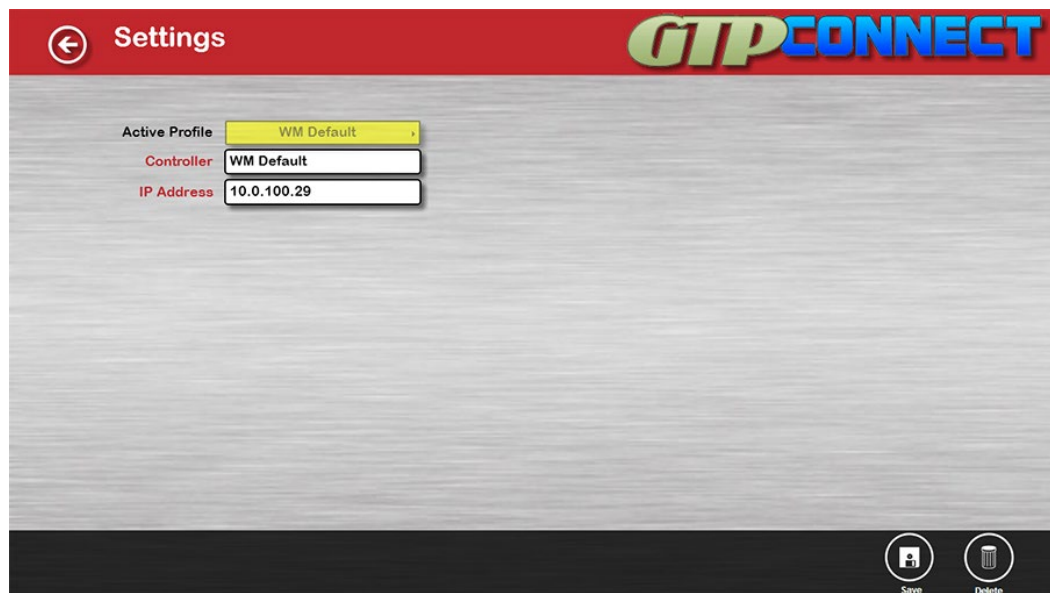 Settings
GTPCONNECT
Active Profile WM Default
Controller WM Default
IP Address 10.0.100.29
Save Delete